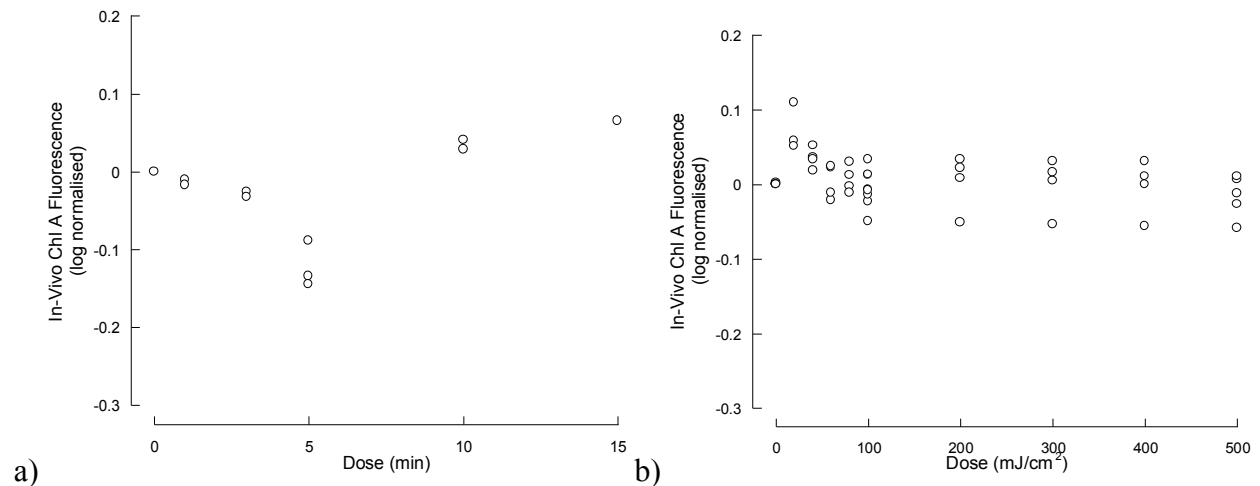 0.2
0.1
0
-0.1
-0.2
-0.3
In-Vivo Chl A Fluorescence
(log normalised)
0 5 10 15
Dose (min)
a)
0.2
0.1
0
-0.1
-0.2
-0.3
In-Vivo Chl A Fluorescence
(log normalised)
0 100 200 300 400 500
Dose (mJ/cm²)
b)